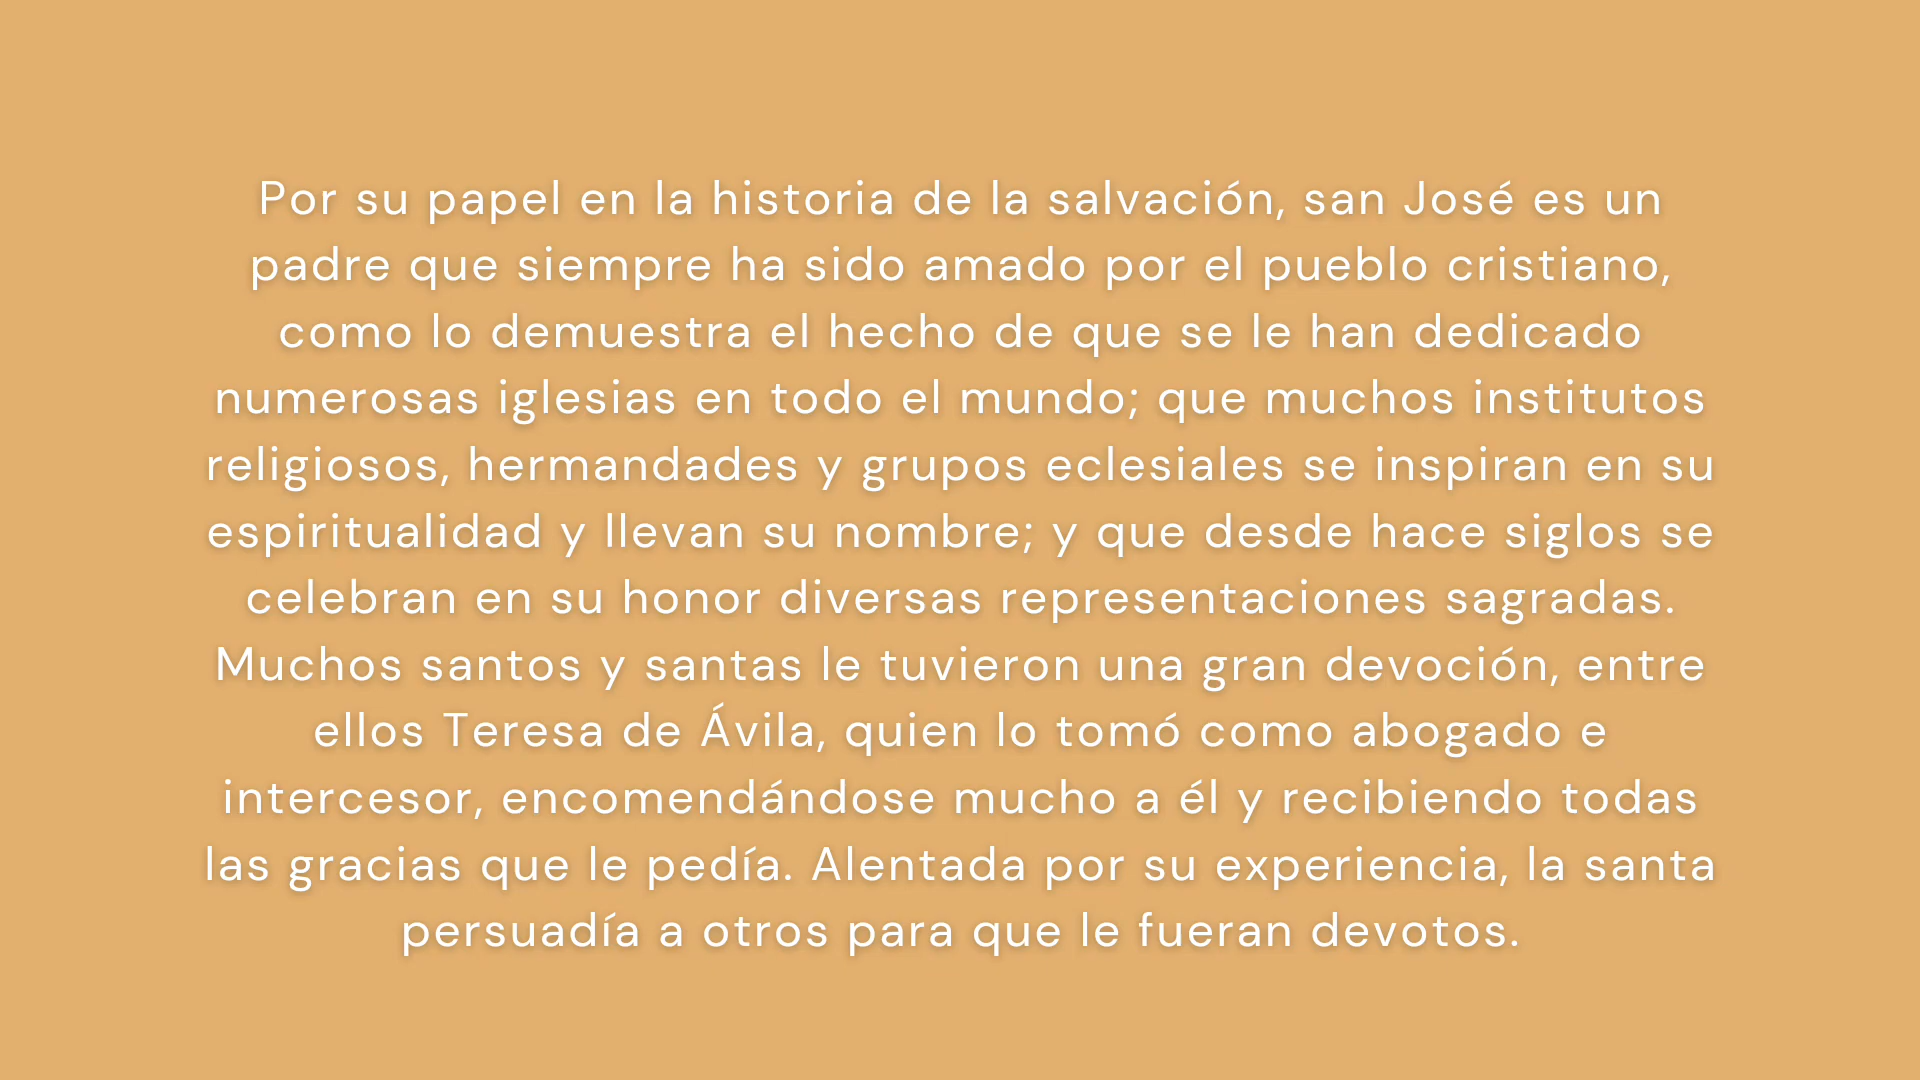 Por su papel en la historia de la salvación, san José es un
padre que siempre ha sido amado por el pueblo cristiano,
como lo demuestra el hecho de que se le han dedicado
numerosas iglesias en todo el mundo; que muchos institutos
religiosos, hermandades y grupos eclesiales se inspiran en su
espiritualidad y llevan su nombre; y que desde hace siglos se
celebran en su honor diversas representaciones sagradas.
Muchos santos y santas le tuvieron una gran devoción, entre
ellos Teresa de Ávila, quien lo tomó como abogado e
intercesor, encomendándose mucho a él y recibiendo todas
las gracias que le pedía. Alentada por su experiencia, la santa
persuadía a otros para que le fueran devotos.